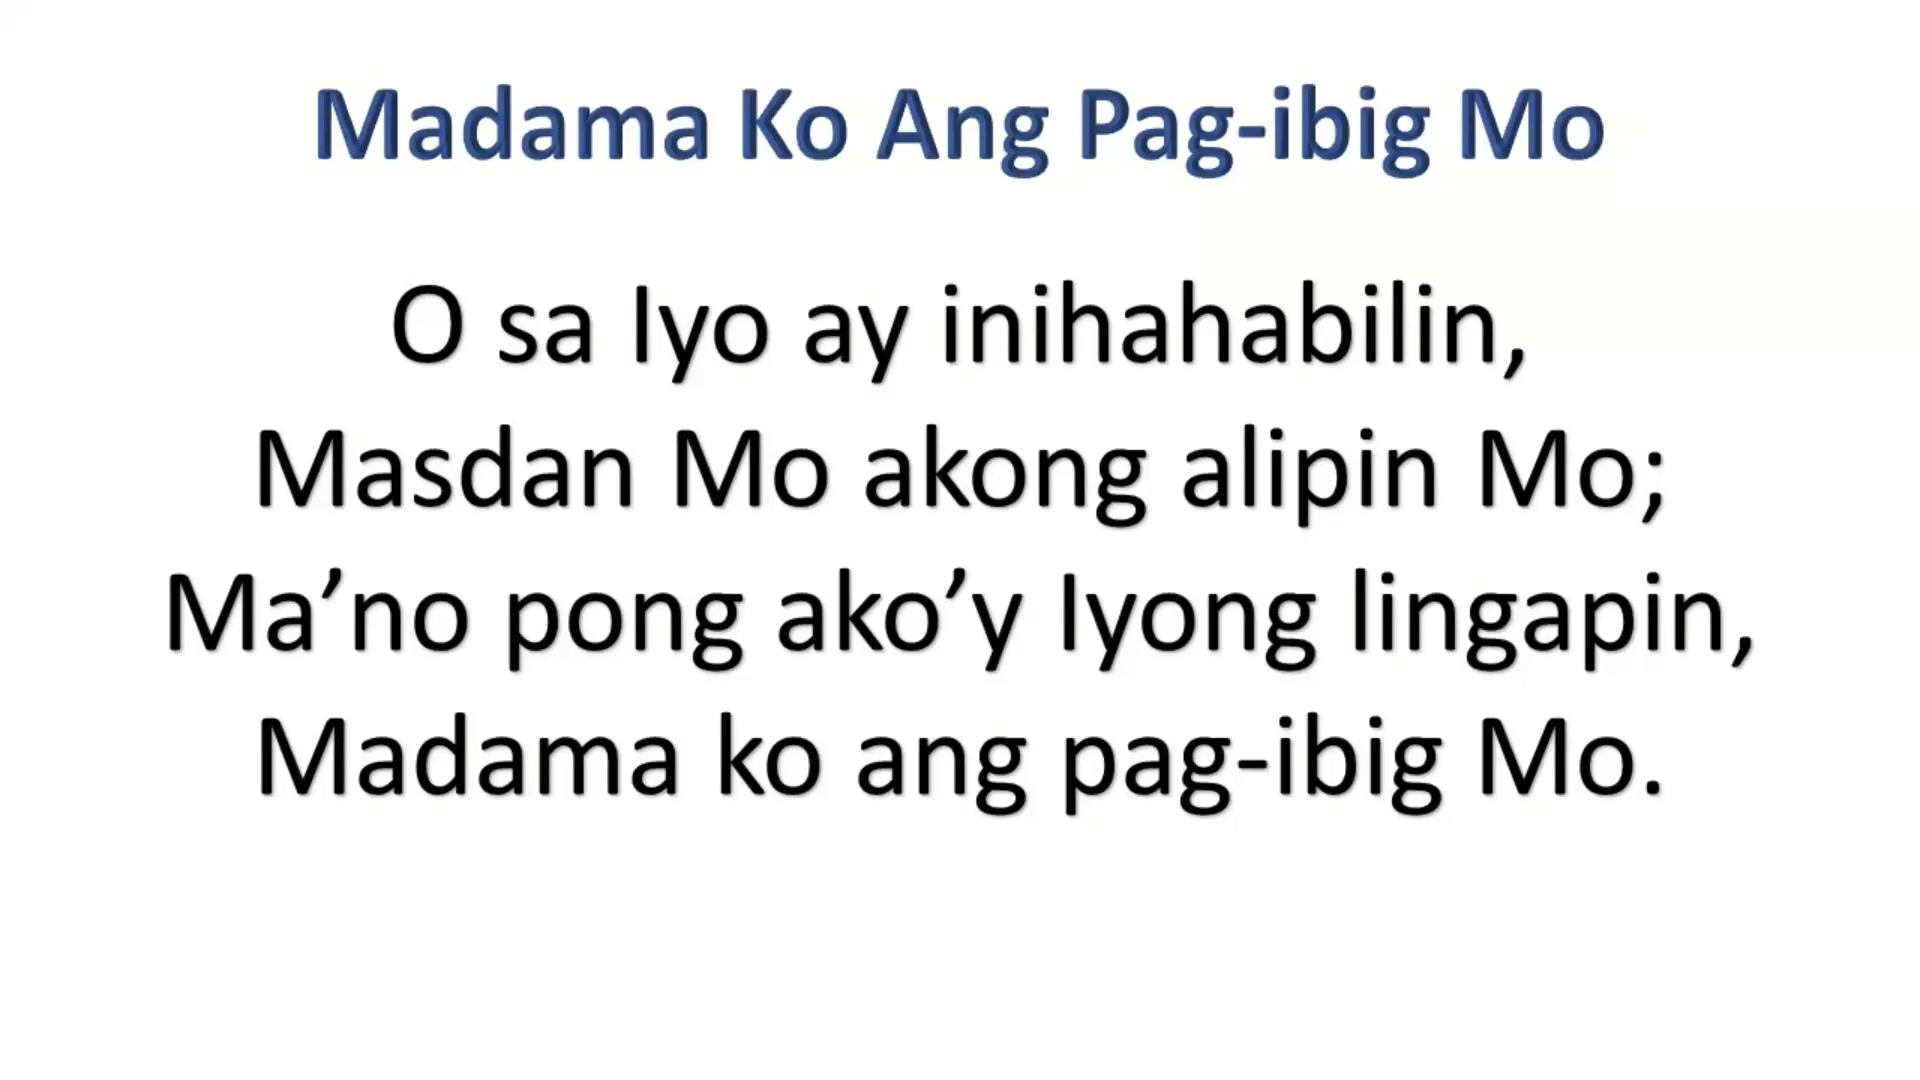 Madama Ko Ang Pag-ibig Mo
O sa Iyo ay inihahabilin,
Masdan Mo akong alipin Mo;
Ma’no pong ako’y Iyong lingapin,
Madama ko ang pag-ibig Mo.